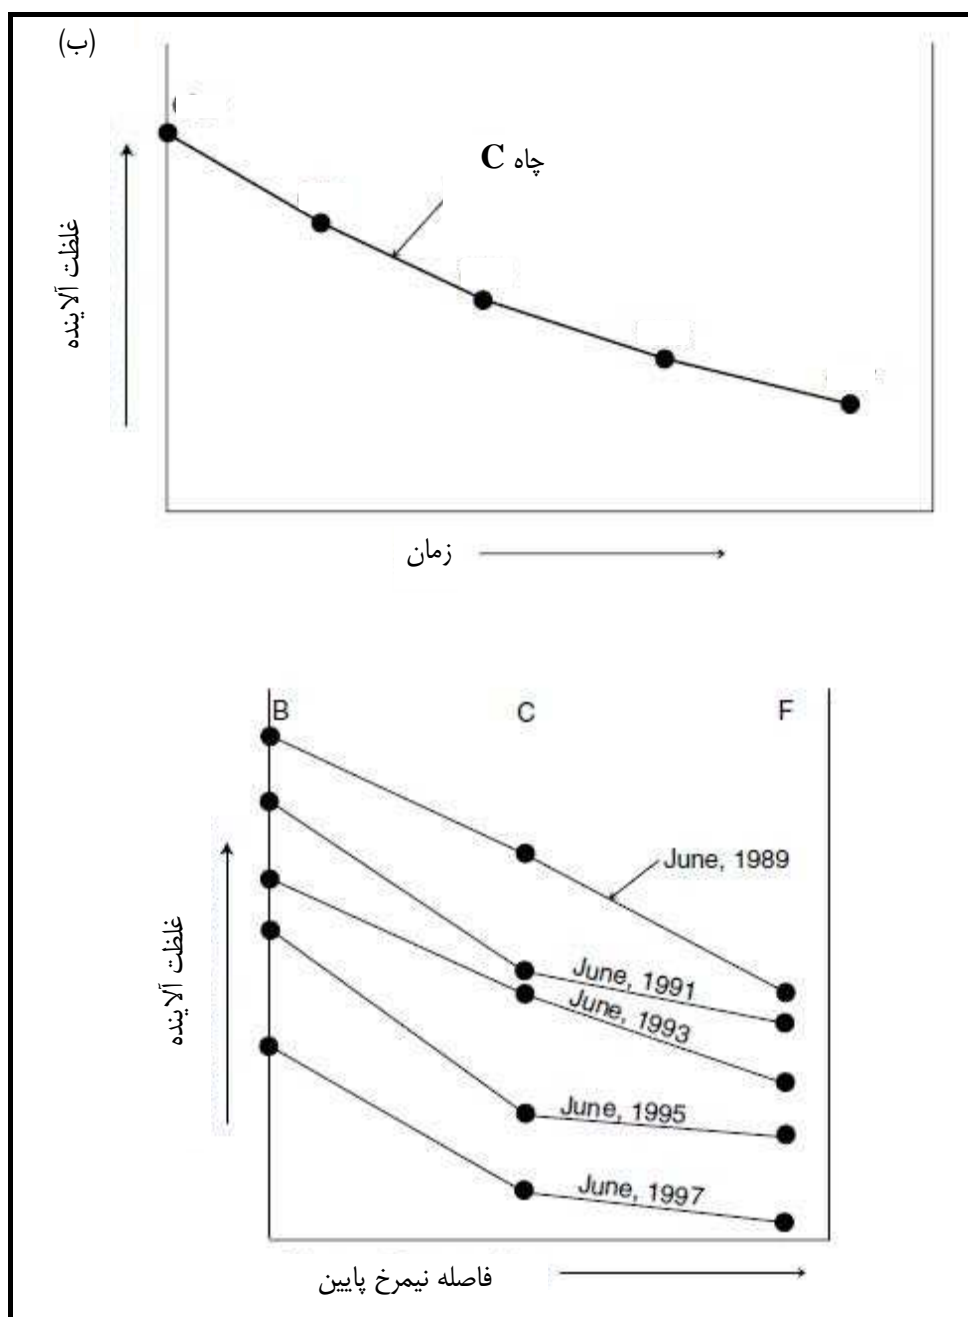 (ب)
چاه C
غلظت آلاینده
زمان
B
C
F
June, 1989
June, 1991
June, 1993
June, 1995
June, 1997
غلظت آلاینده
فاصله نیمرخ پایین